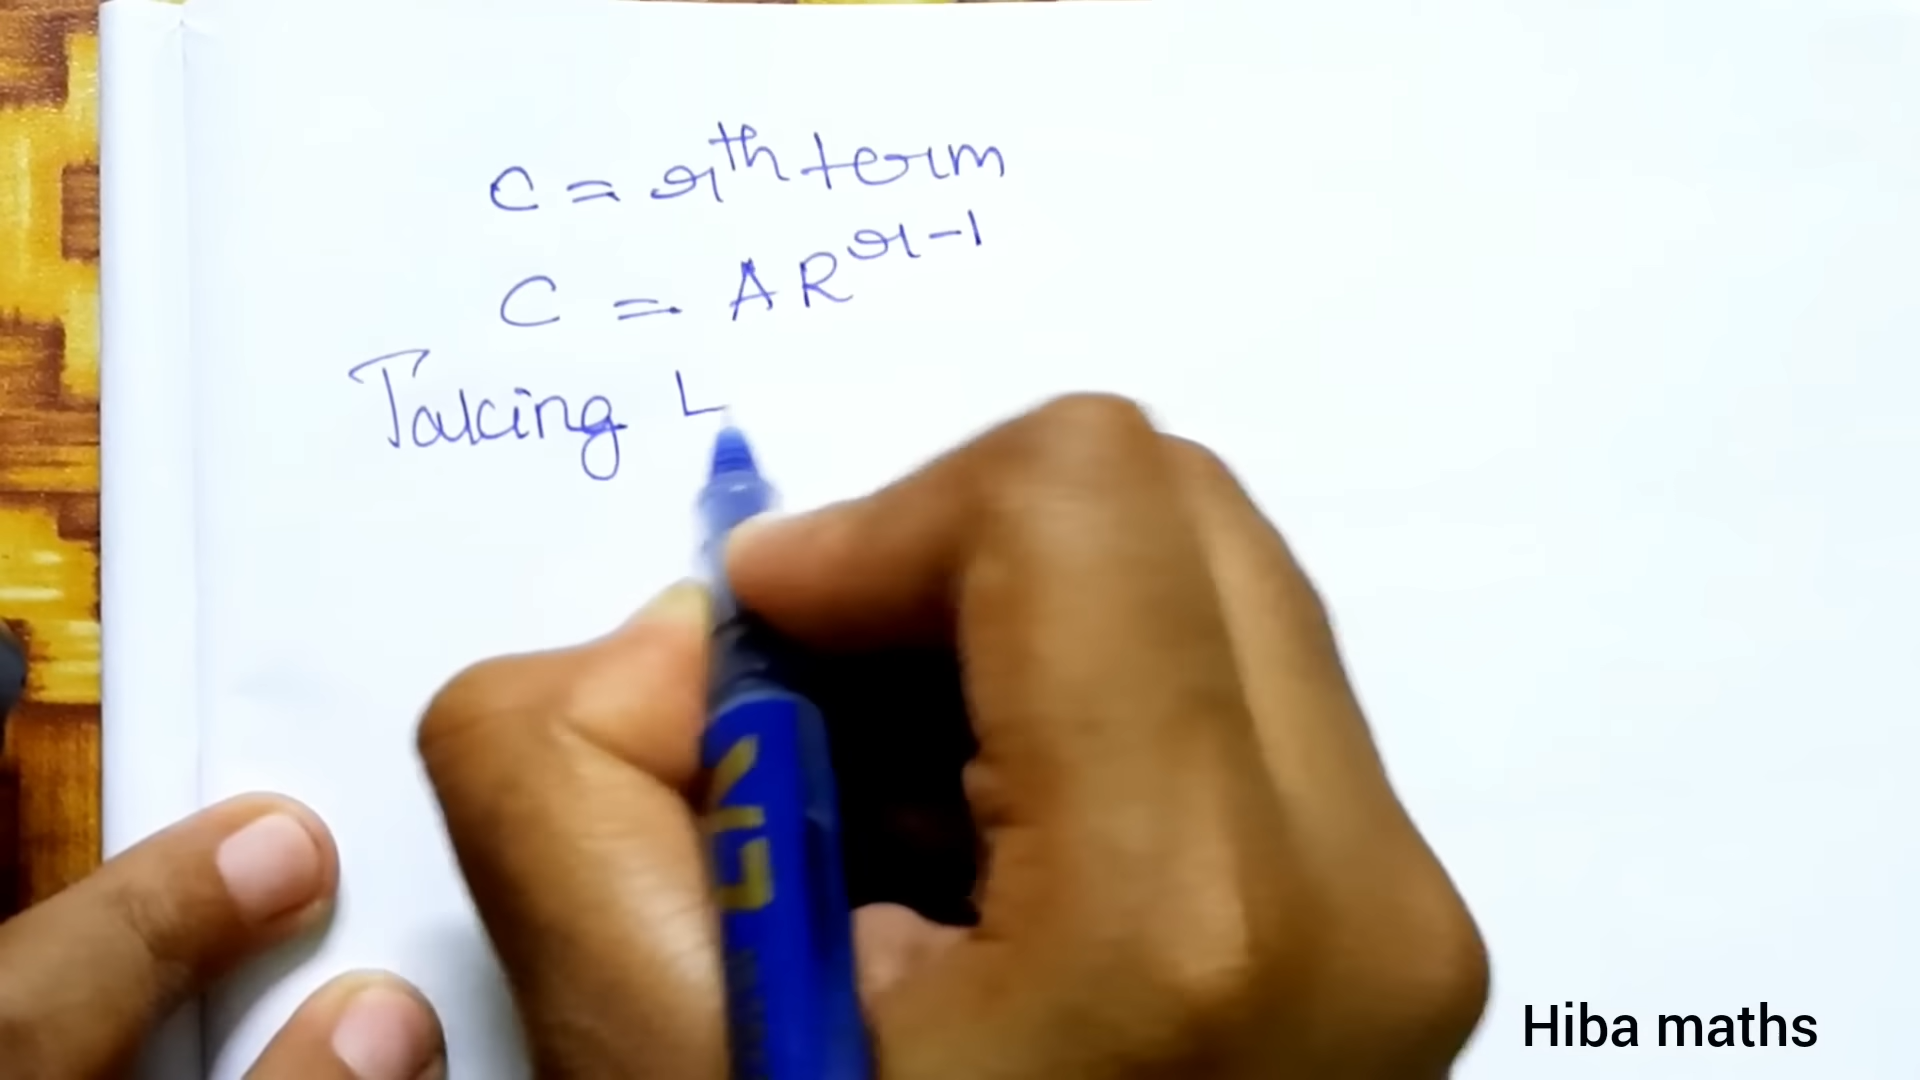 C = rth term
C = AR^r-1
Taking L
Hiba maths